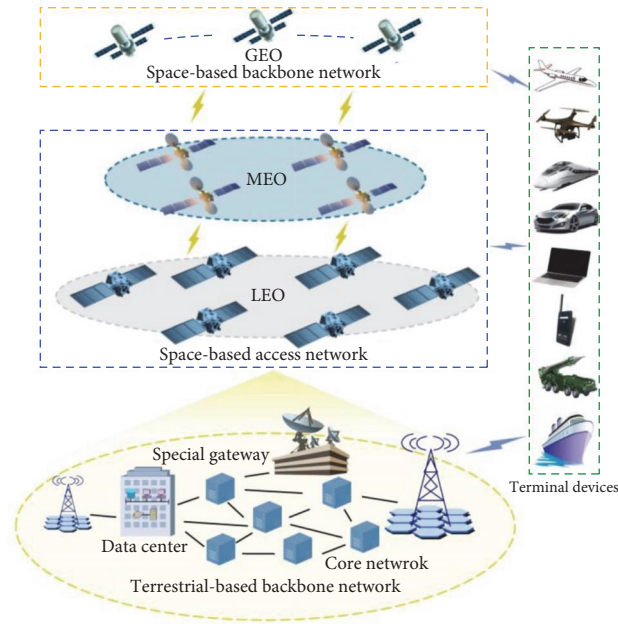 GEO
Space-based backbone network
MEO
LEO
Space-based access network
Special gateway
Data center
Core netwrok
Terrestrial-based backbone network
Terminal devices